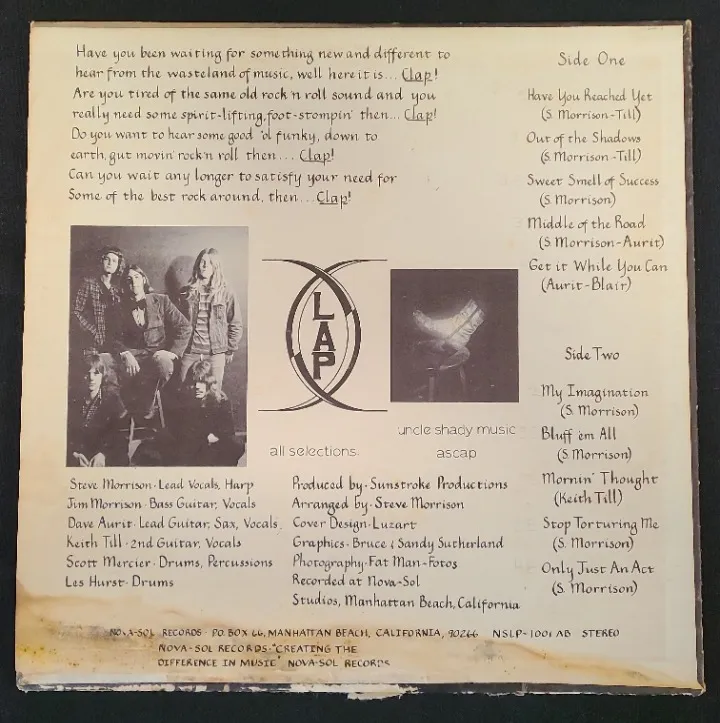 Have you been waiting for something new and different to
hear from the wasteland of music, well here it is... Clap!
Are you tired of the same old rock n roll sound and you
really need some spirit-lifting, foot-stompin' then... Clap!
Do you want to hear some good 'ol funky, down to
earth, gut movin' rock n roll then... Clap!
Can you wait any longer to satisfy your need for
Some of the best rock around, then... Clap!
LAP
all selections
uncle shady music
ascap
Steve Morrison · Lead Vocals, Harp
Jim Morrison · Bass Guitar, Vocals
Dave Aurit · Lead Guitar, Sax, Vocals
Keith Till · 2nd Guitar, Vocals
Scott Mercier · Drums, Percussions
Les Hurst · Drums
Produced by · Sunstroke Productions
Arranged by · Steve Morrison
Cover Design · Luzart
Graphics · Bruce & Sandy Sutherland
Photography · Fat Man-Fotos
Recorded at Nova-Sol
Studios, Manhattan Beach, California
Side One
Have You Reached Yet
(S. Morrison-Till)
Out of the Shadows
(S. Morrison-Till)
Sweet Smell of Success
(S. Morrison)
Middle of the Road
(S. Morrison-Aurit)
Get it While You Can
(Aurit-Blair)
Side Two
My Imagination
(S. Morrison)
Bluff 'em All
(S. Morrison)
Mornin' Thought
(Keith Till)
Stop Torturing Me
(S. Morrison)
Only Just An Act
(S. Morrison)
NOVA-SOL RECORDS · P.O. BOX 66, MANHATTAN BEACH, CALIFORNIA, 90266 NSLP-1001 AB STEREO
NOVA-SOL RECORDS "CREATING THE
DIFFERENCE IN MUSIC" NOVA-SOL RECORDS